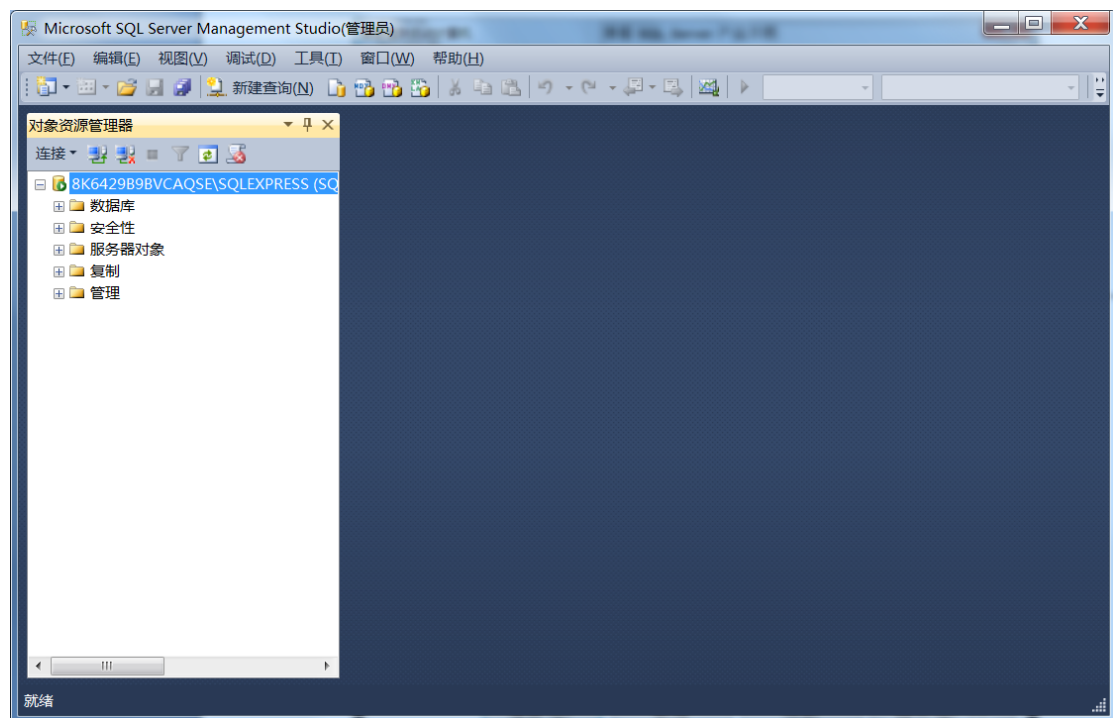 Microsoft SQL Server Management Studio(管理员)
文件(F) 编辑(E) 视图(V) 调试(D) 工具(T) 窗口(W) 帮助(H)
新建查询(N)
对象资源管理器
连接
8K6429B9BVCAQSE\SQLEXPRESS (SQ
数据库
安全性
服务器对象
复制
管理
就绪